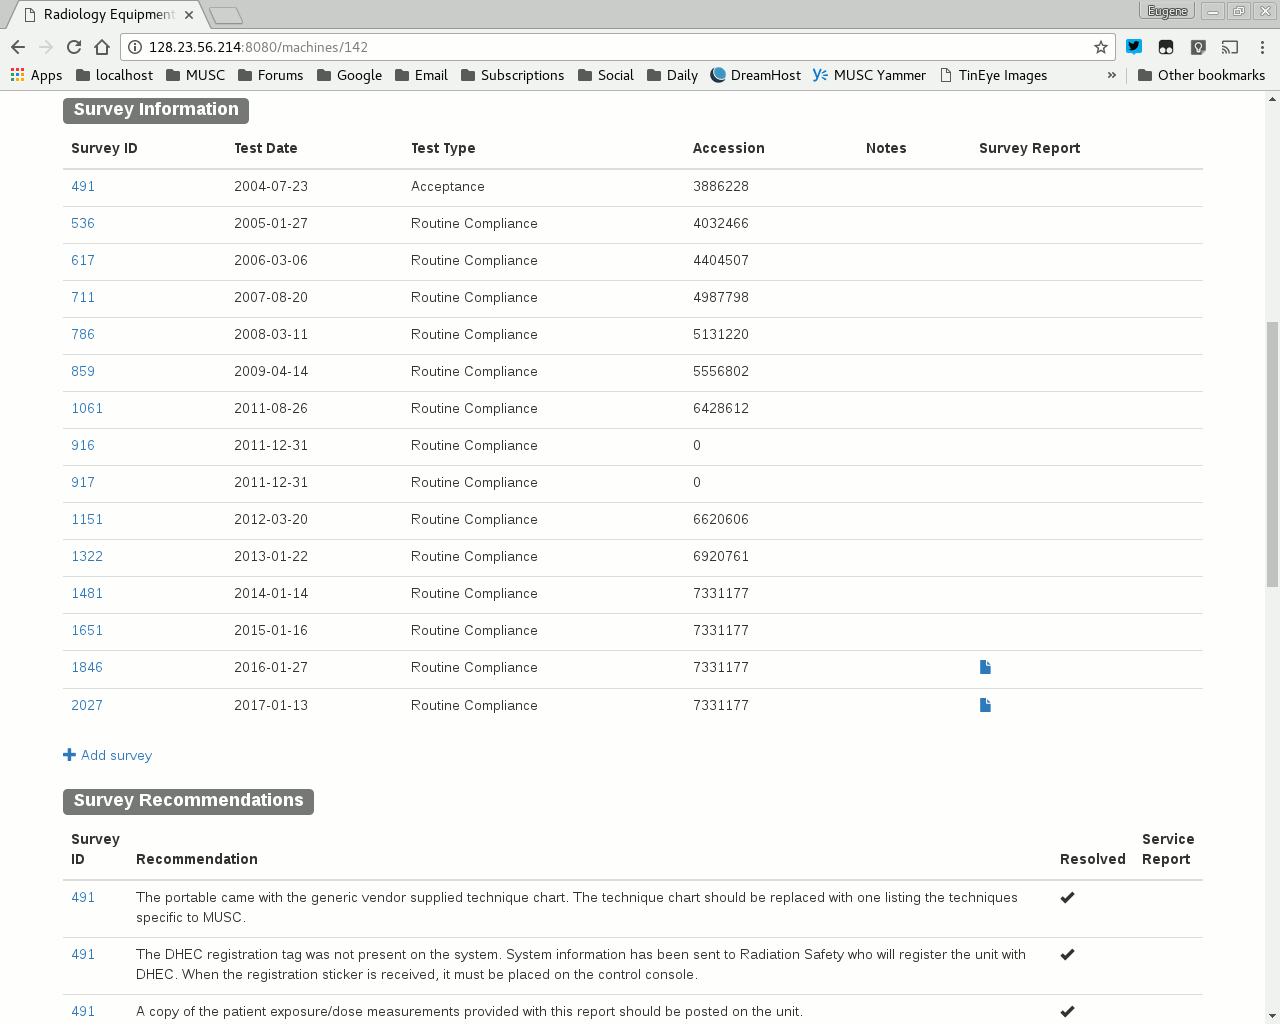 Radiology Equipment
Eugene
128.23.56.214:8080/machines/142
Apps localhost MUSC Forums Google Email Subscriptions Social Daily DreamHost MUSC Yammer TinEye Images » Other bookmarks
Survey Information
Survey ID Test Date Test Type Accession Notes Survey Report
491 2004-07-23 Acceptance 3886228
536 2005-01-27 Routine Compliance 4032466
617 2006-03-06 Routine Compliance 4404507
711 2007-08-20 Routine Compliance 4987798
786 2008-03-11 Routine Compliance 5131220
859 2009-04-14 Routine Compliance 5556802
1061 2011-08-26 Routine Compliance 6428612
916 2011-12-31 Routine Compliance 0
917 2011-12-31 Routine Compliance 0
1151 2012-03-20 Routine Compliance 6620606
1322 2013-01-22 Routine Compliance 6920761
1481 2014-01-14 Routine Compliance 7331177
1651 2015-01-16 Routine Compliance 7331177
1846 2016-01-27 Routine Compliance 7331177
2027 2017-01-13 Routine Compliance 7331177
Add survey
Survey Recommendations
Survey ID Recommendation Resolved Service Report
491 The portable came with the generic vendor supplied technique chart. The technique chart should be replaced with one listing the techniques
specific to MUSC.
491 The DHEC registration tag was not present on the system. System information has been sent to Radiation Safety who will register the unit with
DHEC. When the registration sticker is received, it must be placed on the control console.
491 A copy of the patient exposure/dose measurements provided with this report should be posted on the unit.